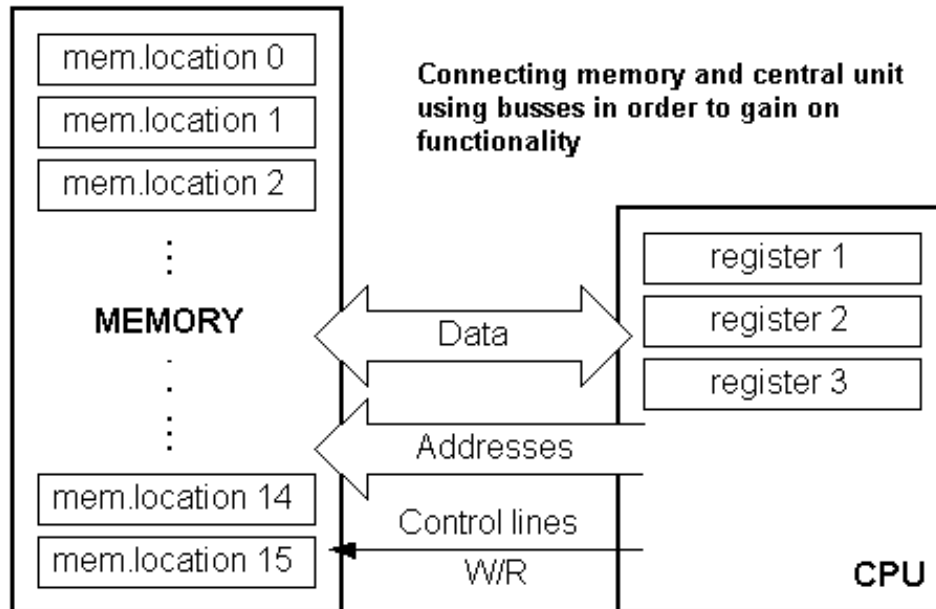 mem.location 0
mem.location 1
mem.location 2
MEMORY
mem.location 14
mem.location 15
Connecting memory and central unit
using busses in order to gain on
functionality
Data
Addresses
Control lines
W/R
register 1
register 2
register 3
CPU